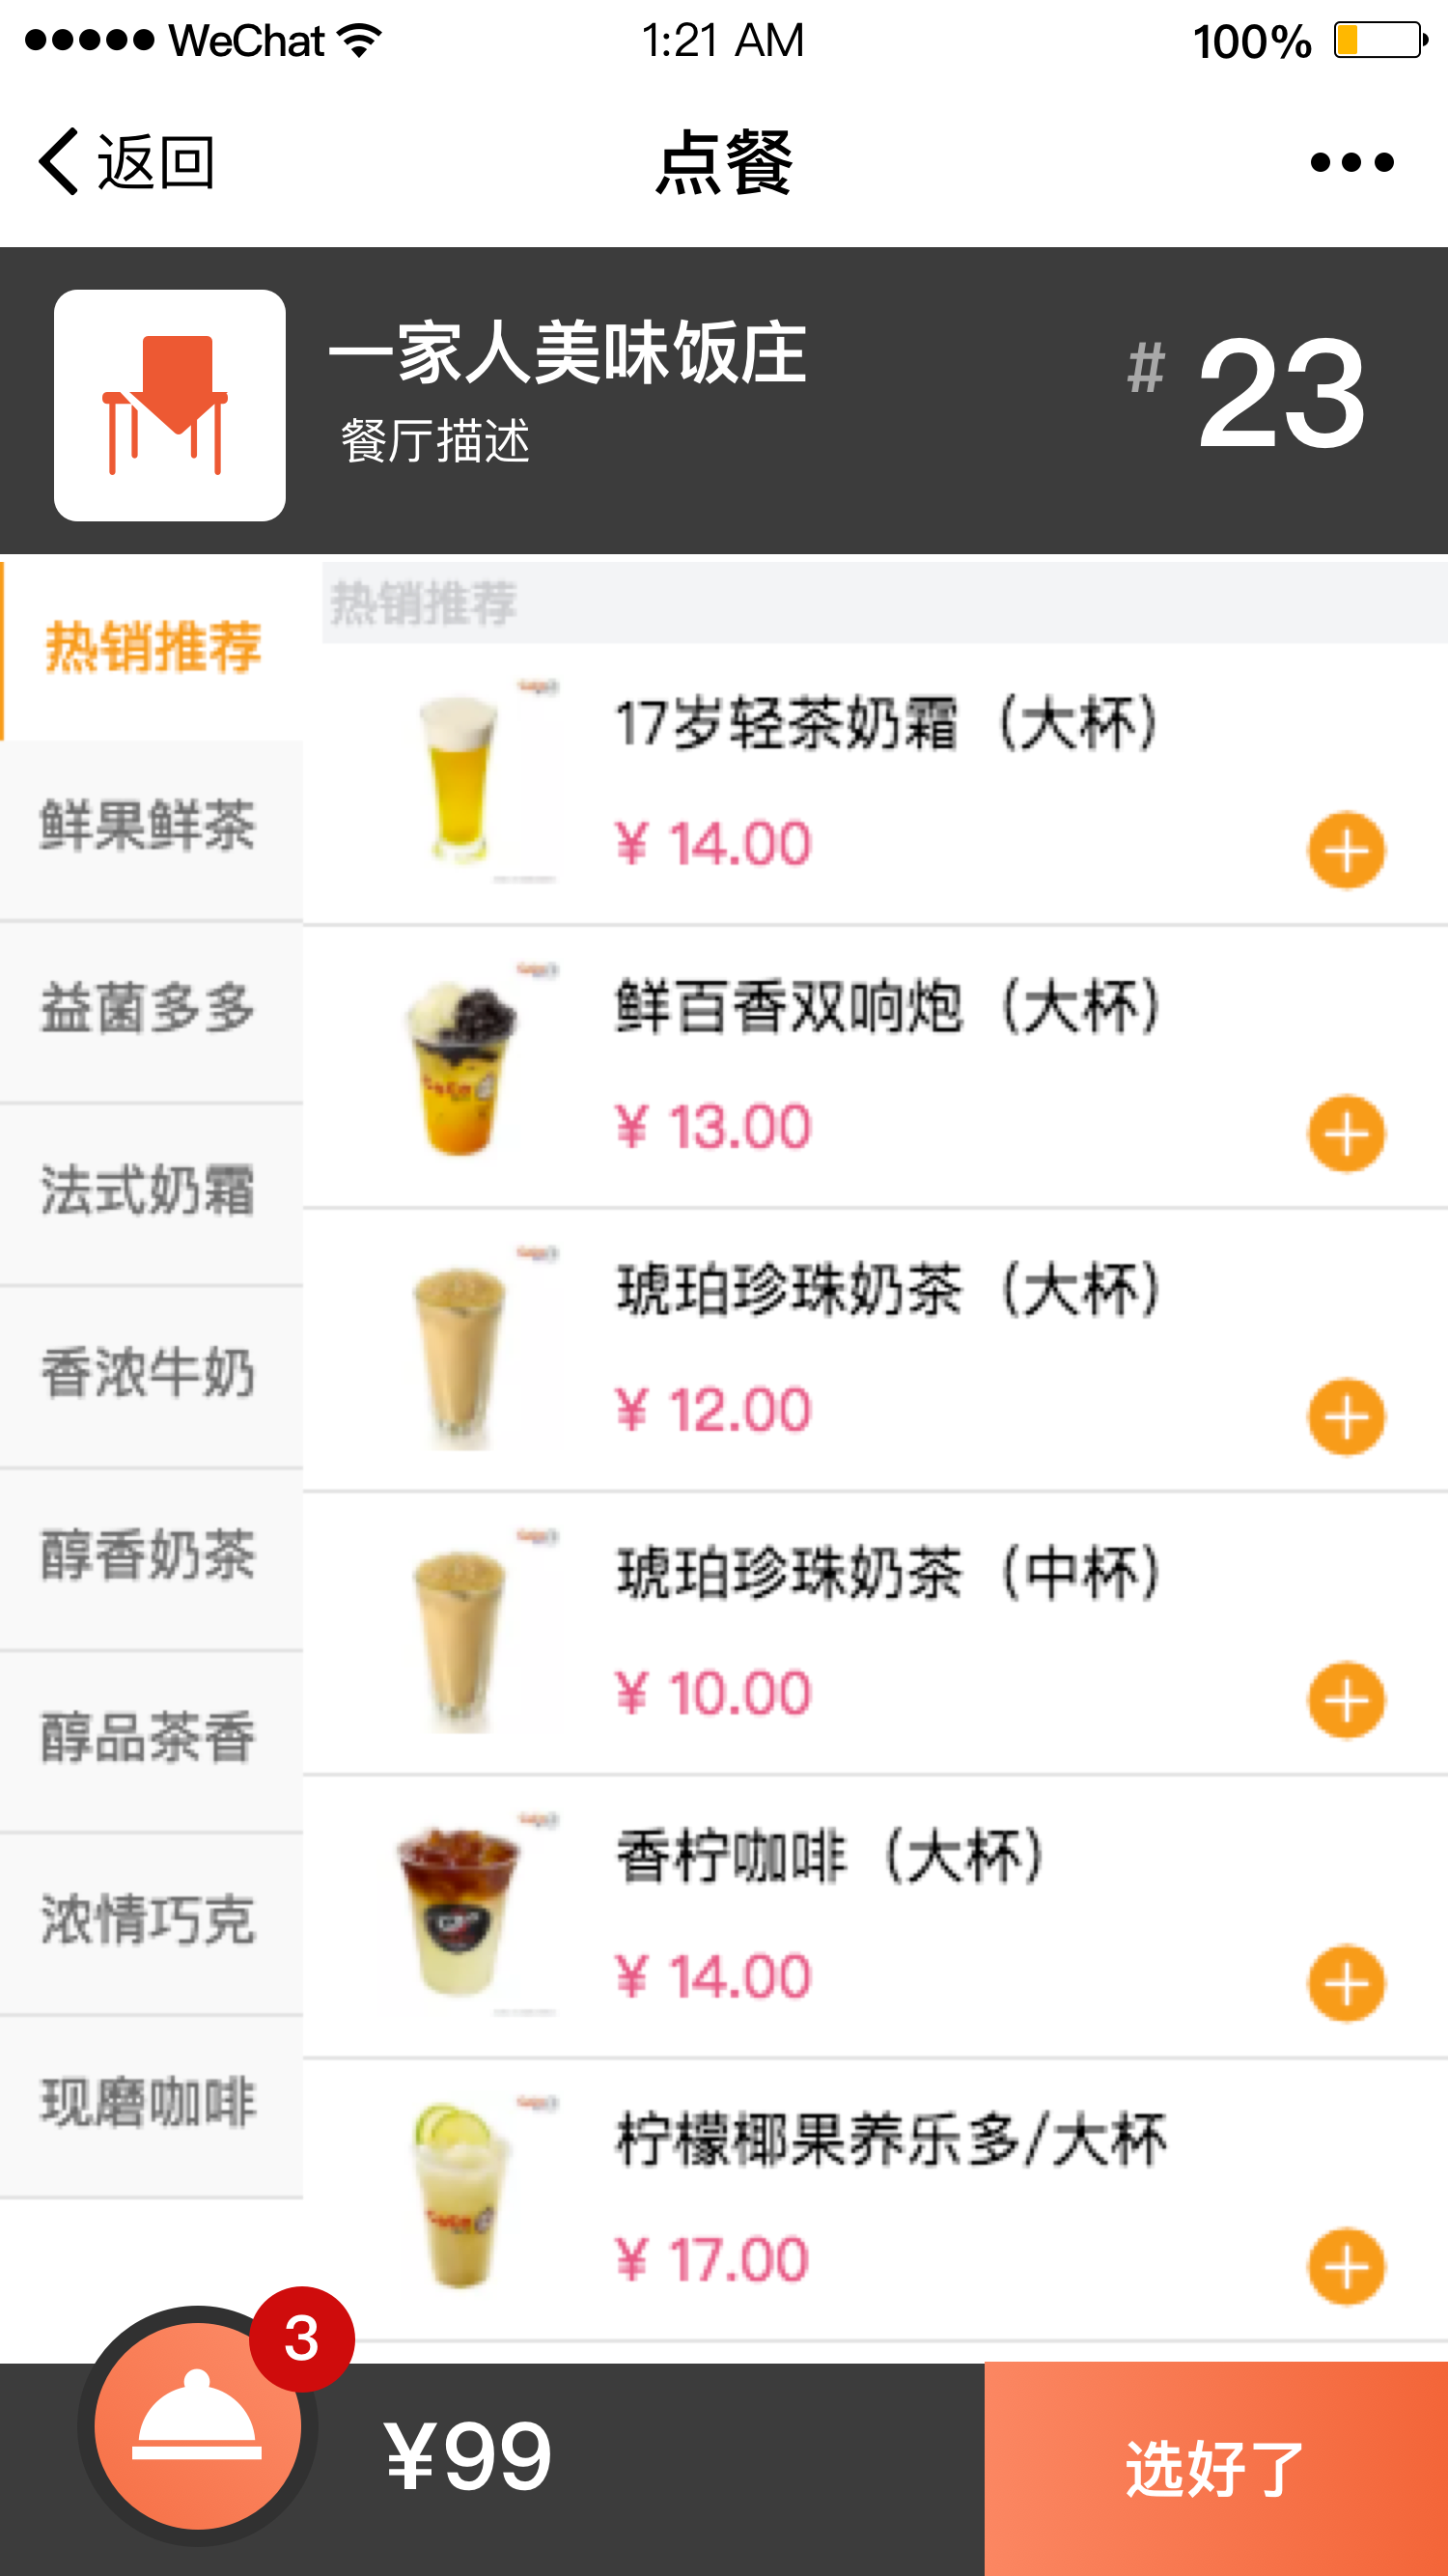 WeChat 1:21 AM 100%
返回 点餐
一家人美味饭庄 # 23
餐厅描述
热销推荐
热销推荐
鲜果鲜茶
益菌多多
法式奶霜
香浓牛奶
醇香奶茶
醇品茶香
浓情巧克
现磨咖啡
17岁轻茶奶霜（大杯）
¥ 14.00
鲜百香双响炮（大杯）
¥ 13.00
琥珀珍珠奶茶（大杯）
¥ 12.00
琥珀珍珠奶茶（中杯）
¥ 10.00
香柠咖啡（大杯）
¥ 14.00
柠檬椰果养乐多/大杯
¥ 17.00
3
¥99
选好了